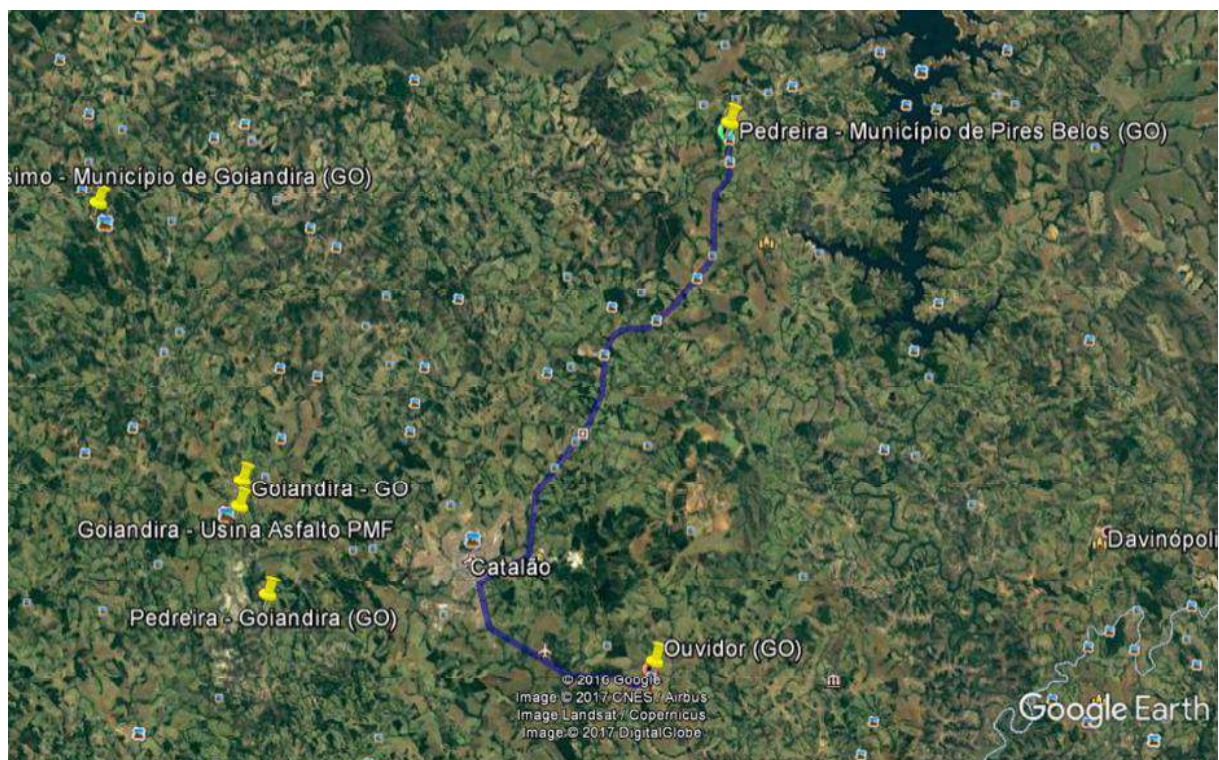 Pedreira - Município de Pires Belos (GO)
simo - Município de Goiandira (GO)
Goiandira - GO
Goiandira - Usina Asfalto PMF
Davinópoli
Catalão
Pedreira - Goiandira (GO)
Ouvidor (GO)
© 2016 Google
Image © 2017 CNES / Airbus
Image Landsat / Copernicus
Image © 2017 DigitalGlobe
Google Earth